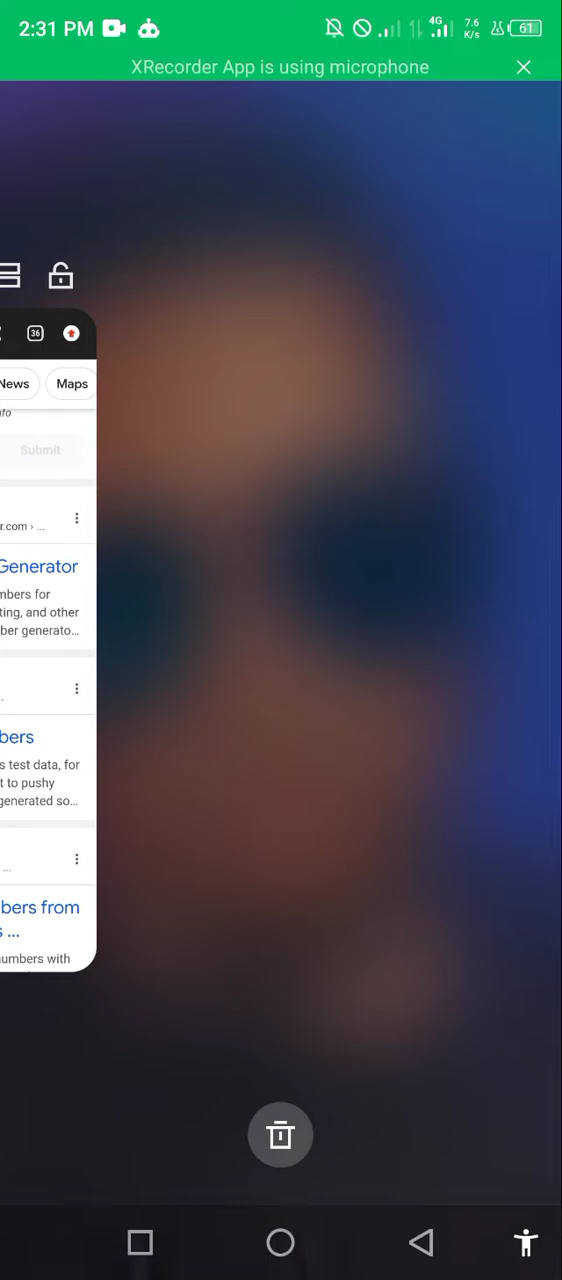 2:31 PM
4G
7.6
K/s
61
XRecorder App is using microphone
36
News
Maps
nfo
Submit
r.com › ...
Generator
mbers for
ting, and other
ber generato...
...
bers
s test data, for
t to pushy
generated so...
...
bers from
s ...
numbers with